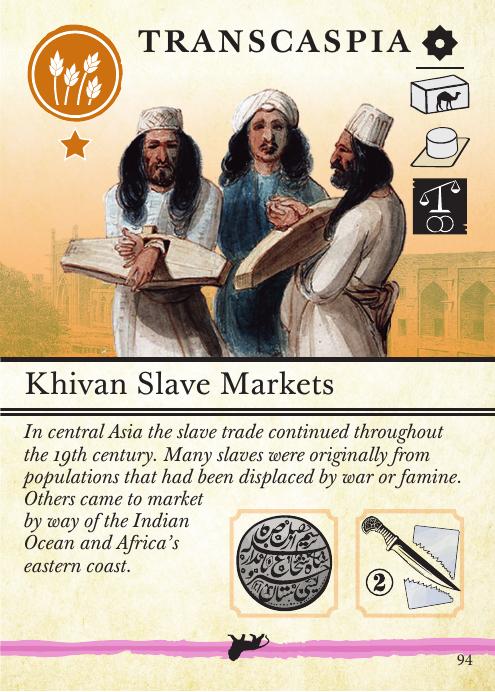 TRANSCASPIA
Khivan Slave Markets
In central Asia the slave trade continued throughout
the 19th century. Many slaves were originally from
populations that had been displaced by war or famine.
Others came to market
by way of the Indian
Ocean and Africa's
eastern coast.
2
94